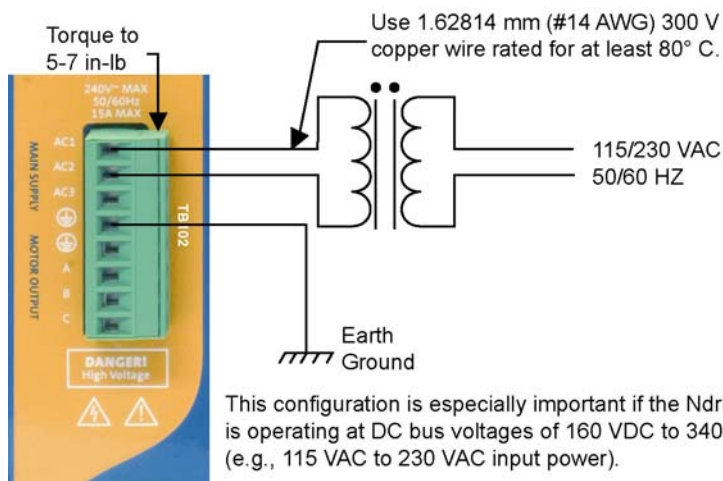 Torque to
5-7 in-lb
Use 1.62814 mm (#14 AWG) 300 V
copper wire rated for at least 80° C.
240V~ MAX
50/60Hz
15A MAX
MAIN SUPPLY
AC1
AC2
AC3
MOTOR OUTPUT
A
B
C
TB102
115/230 VAC
50/60 HZ
Earth
Ground
DANGER!
High Voltage
This configuration is especially important if the Ndr
is operating at DC bus voltages of 160 VDC to 340
(e.g., 115 VAC to 230 VAC input power).